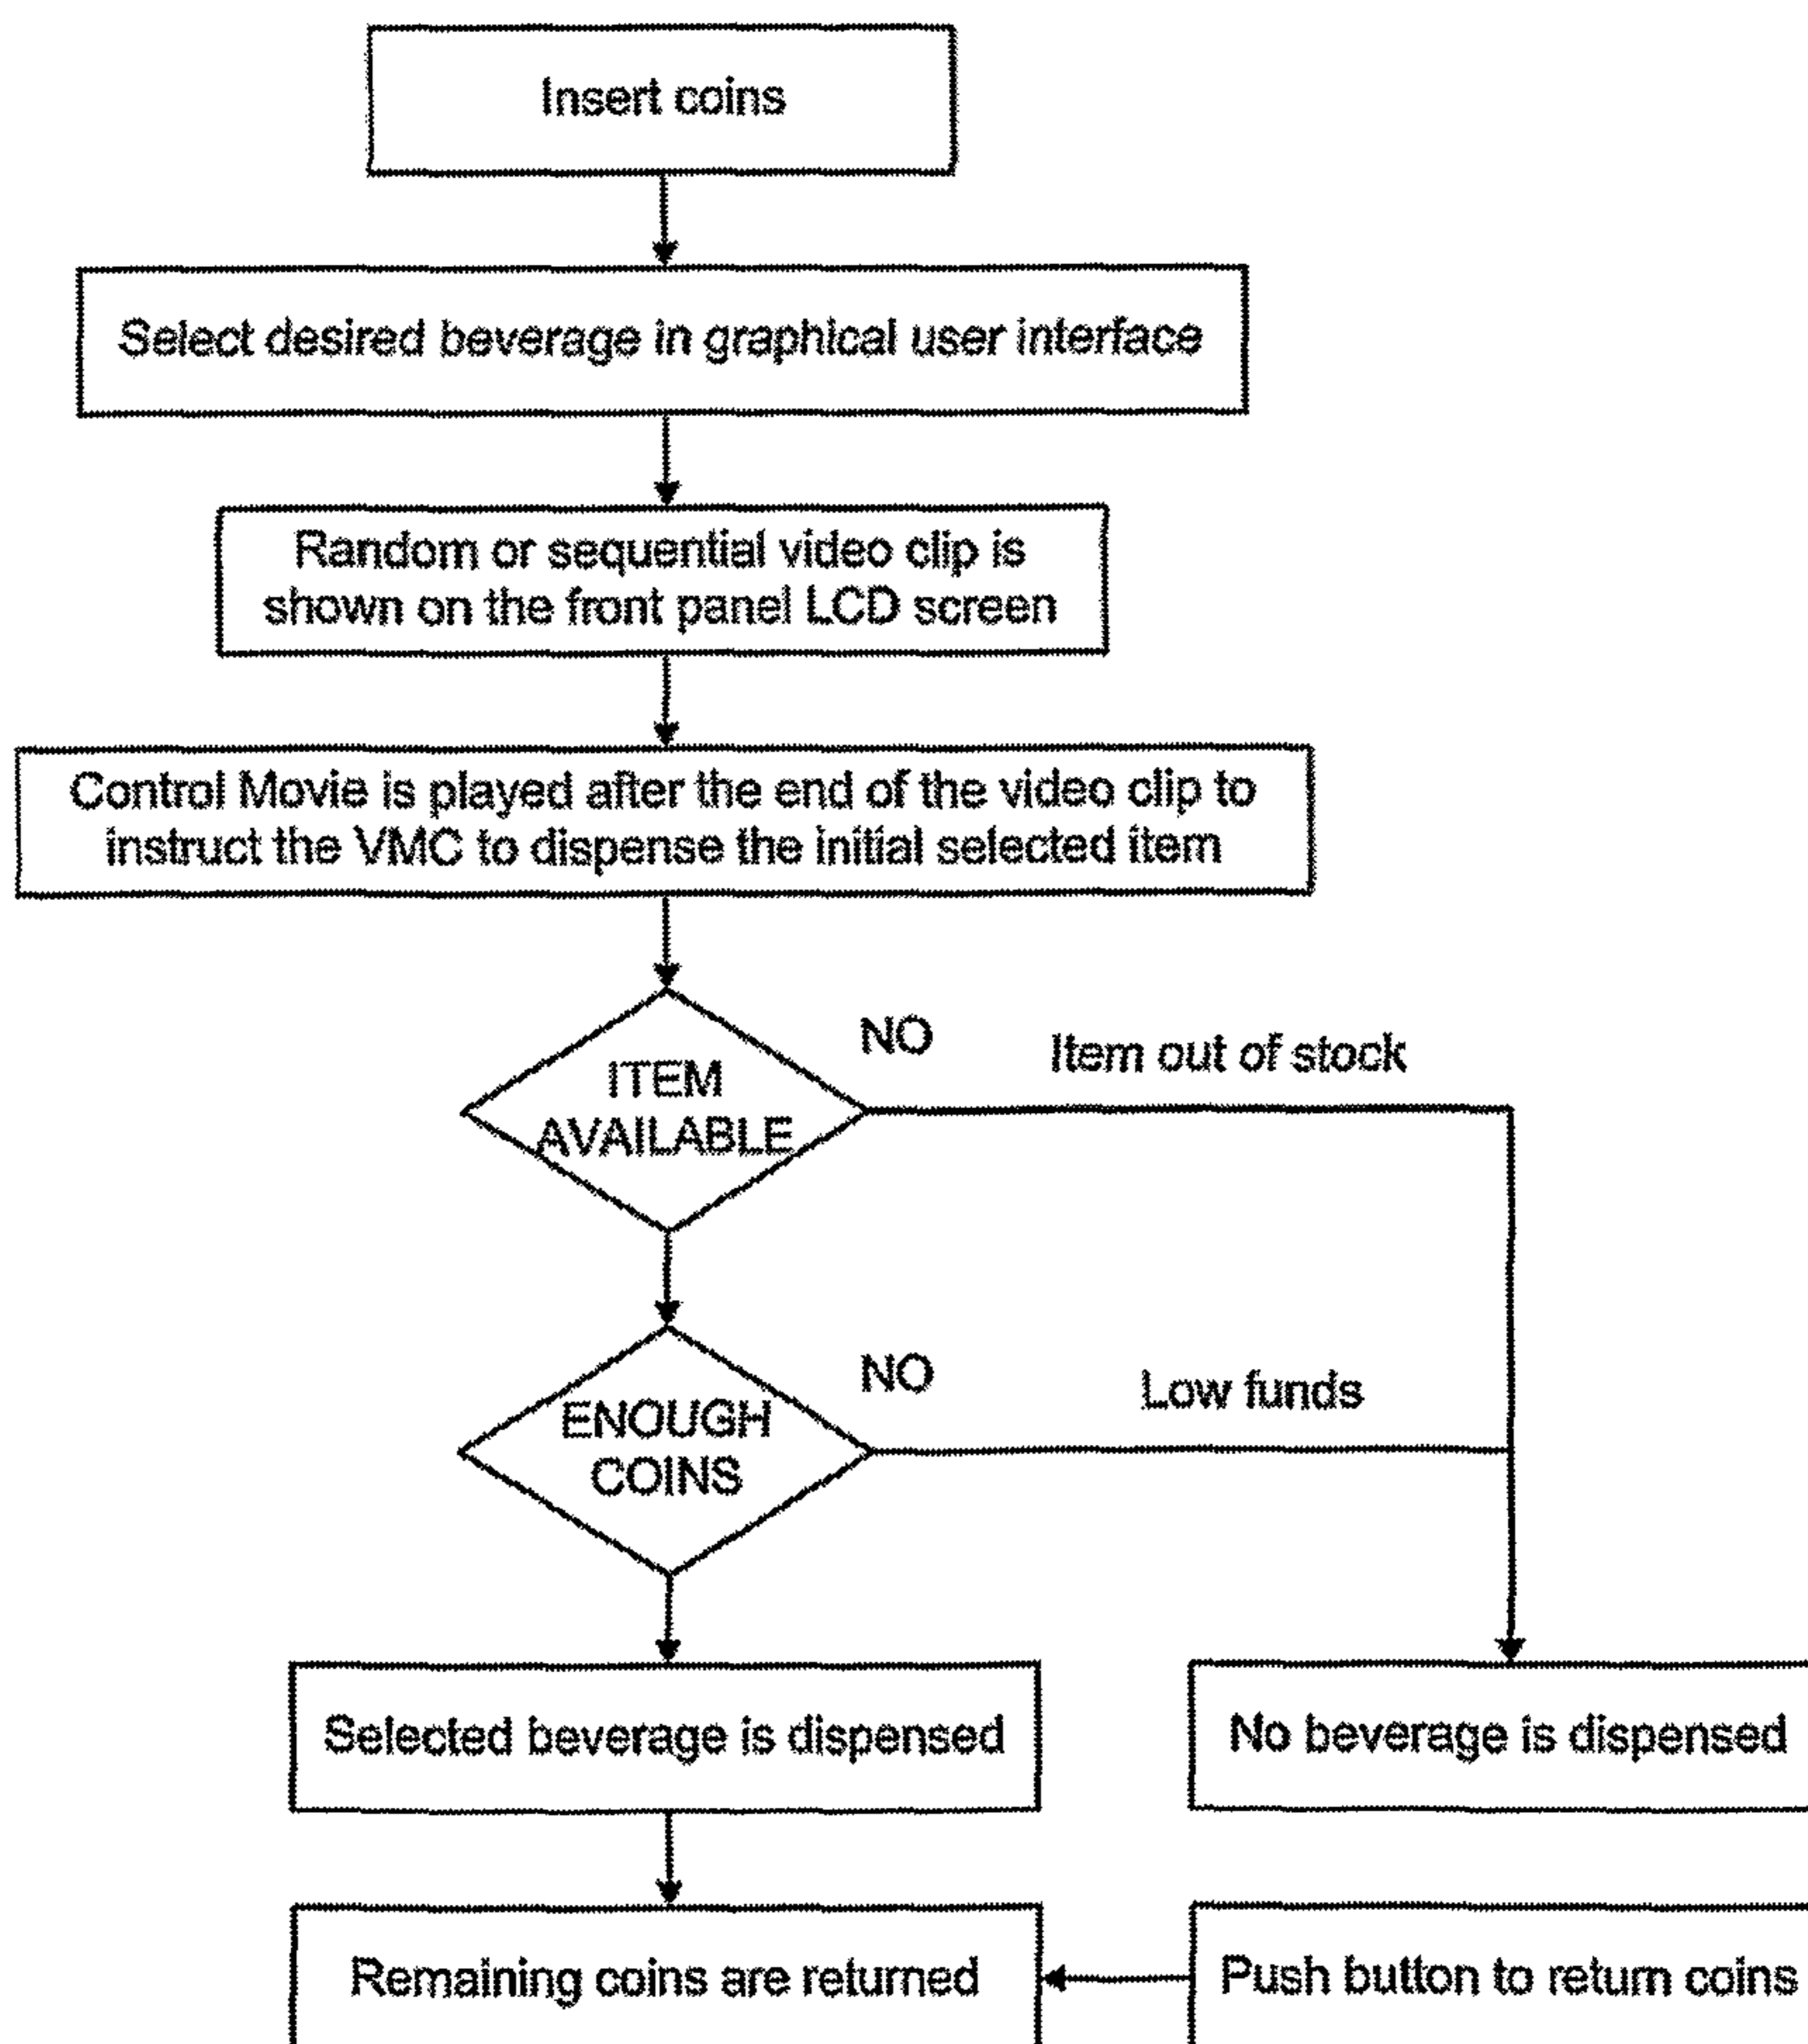 Insert coins
Select desired beverage in graphical user interface
Random or sequential video clip is
shown on the front panel LCD screen
Control Movie is played after the end of the video clip to
instruct the VMC to dispense the initial selected item
NO
Item out of stock
ITEM
AVAILABLE
NO
Low funds
ENOUGH
COINS
Selected beverage is dispensed
No beverage is dispensed
Remaining coins are returned
Push button to return coins